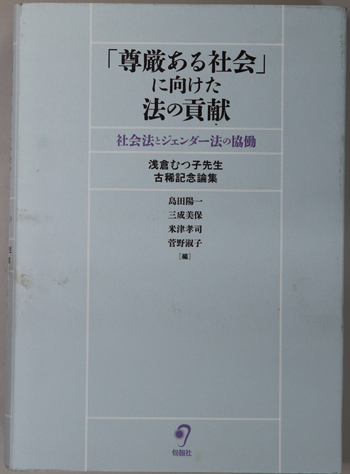 「尊厳ある社会」
に向けた
法の貢献
社会法とジェンダー法の協働
浅倉むつ子先生
古稀記念論集
島田陽一
三成美保
米津孝司
菅野淑子
[編]
旬報社